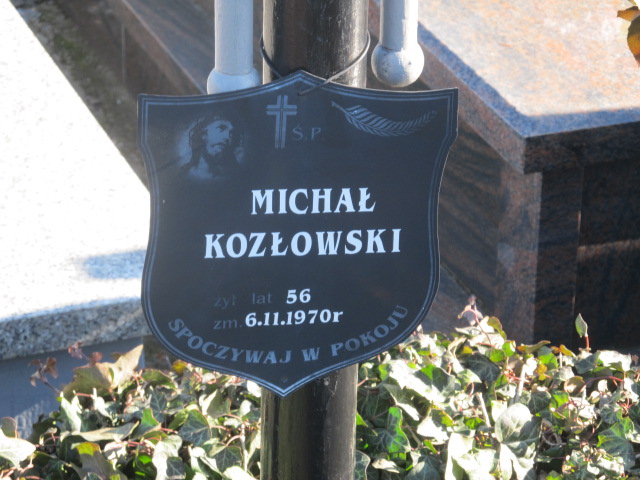 Ś.P.
MICHAŁ
KOZŁOWSKI
żył lat 56
zm. 6.11.1970r
SPOCZYWAJ W POKOJU